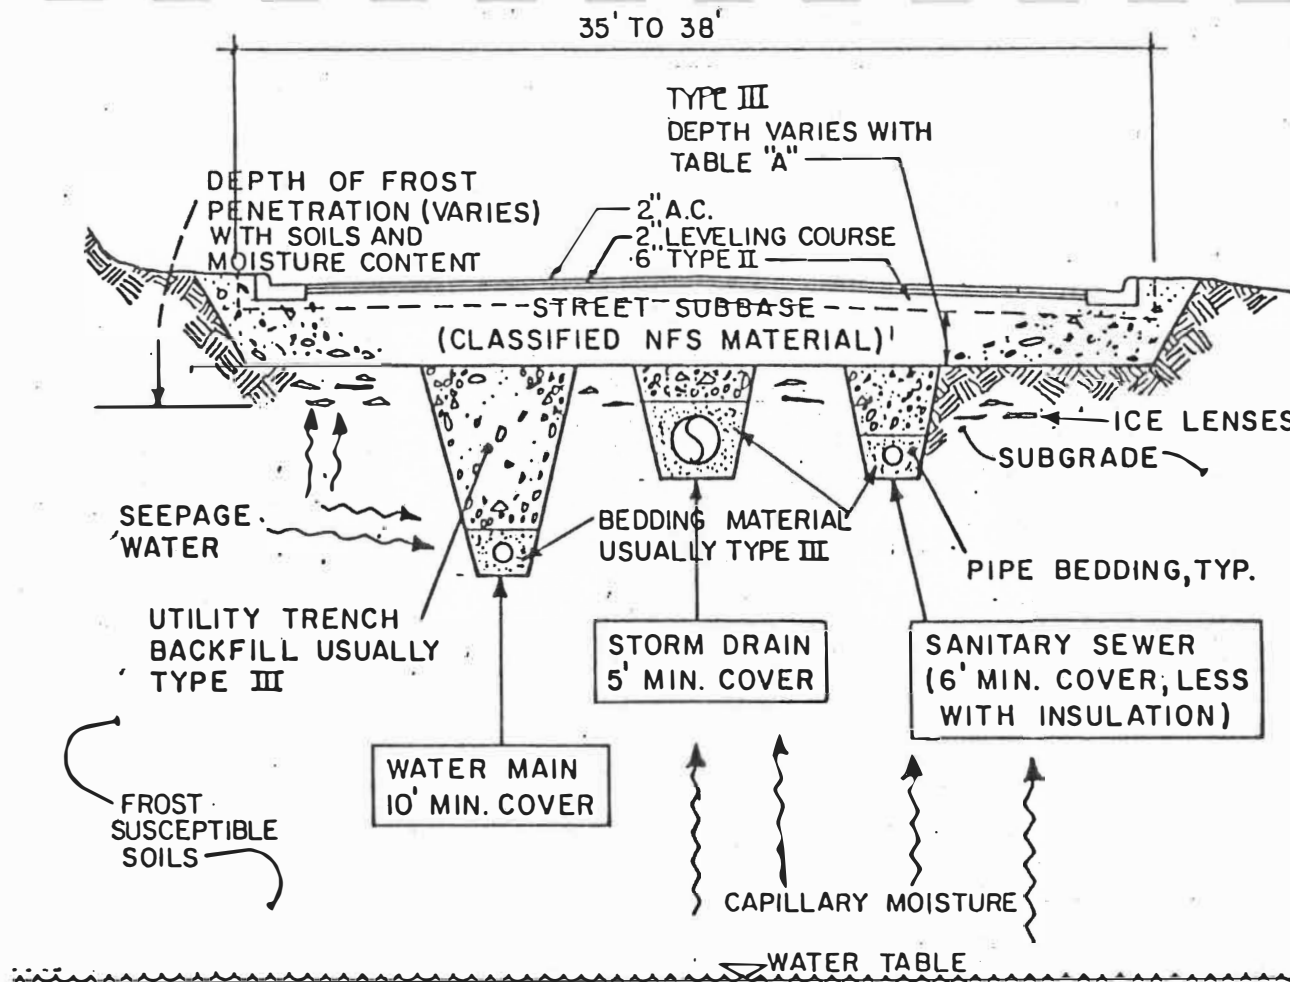 35' TO 38'
TYPE III
DEPTH VARIES WITH
TABLE "A"
DEPTH OF FROST
PENETRATION (VARIES)
WITH SOILS AND
MOISTURE CONTENT
2" A.C.
2" LEVELING COURSE
6" TYPE II
STREET SUBBASE
(CLASSIFIED NFS MATERIAL)
ICE LENSES
SUBGRADE
SEEPAGE
WATER
BEDDING MATERIAL
USUALLY TYPE III
PIPE BEDDING, TYP.
UTILITY TRENCH
BACKFILL USUALLY
TYPE III
STORM DRAIN
5' MIN. COVER
SANITARY SEWER
(6' MIN. COVER, LESS
WITH INSULATION)
WATER MAIN
10' MIN. COVER
FROST
SUSCEPTIBLE
SOILS
CAPILLARY MOISTURE
WATER TABLE